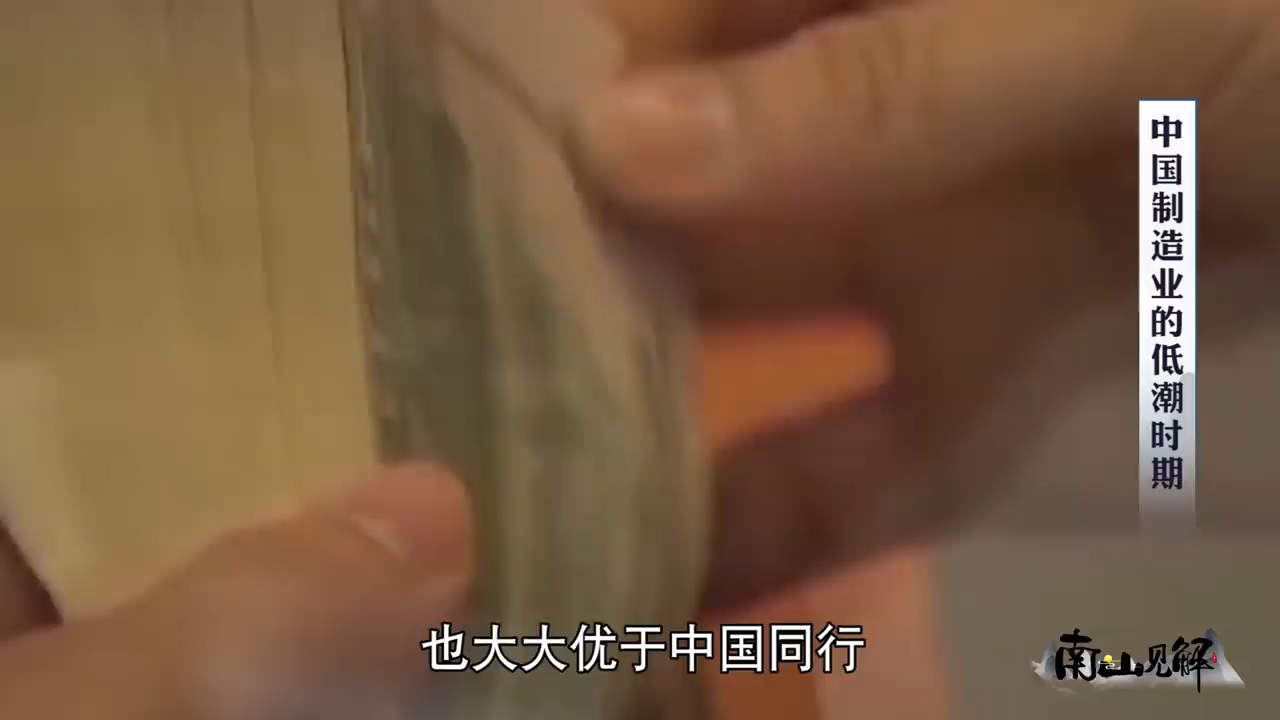 中国制造业的低潮时期
也大大优于中国同行
南山见解